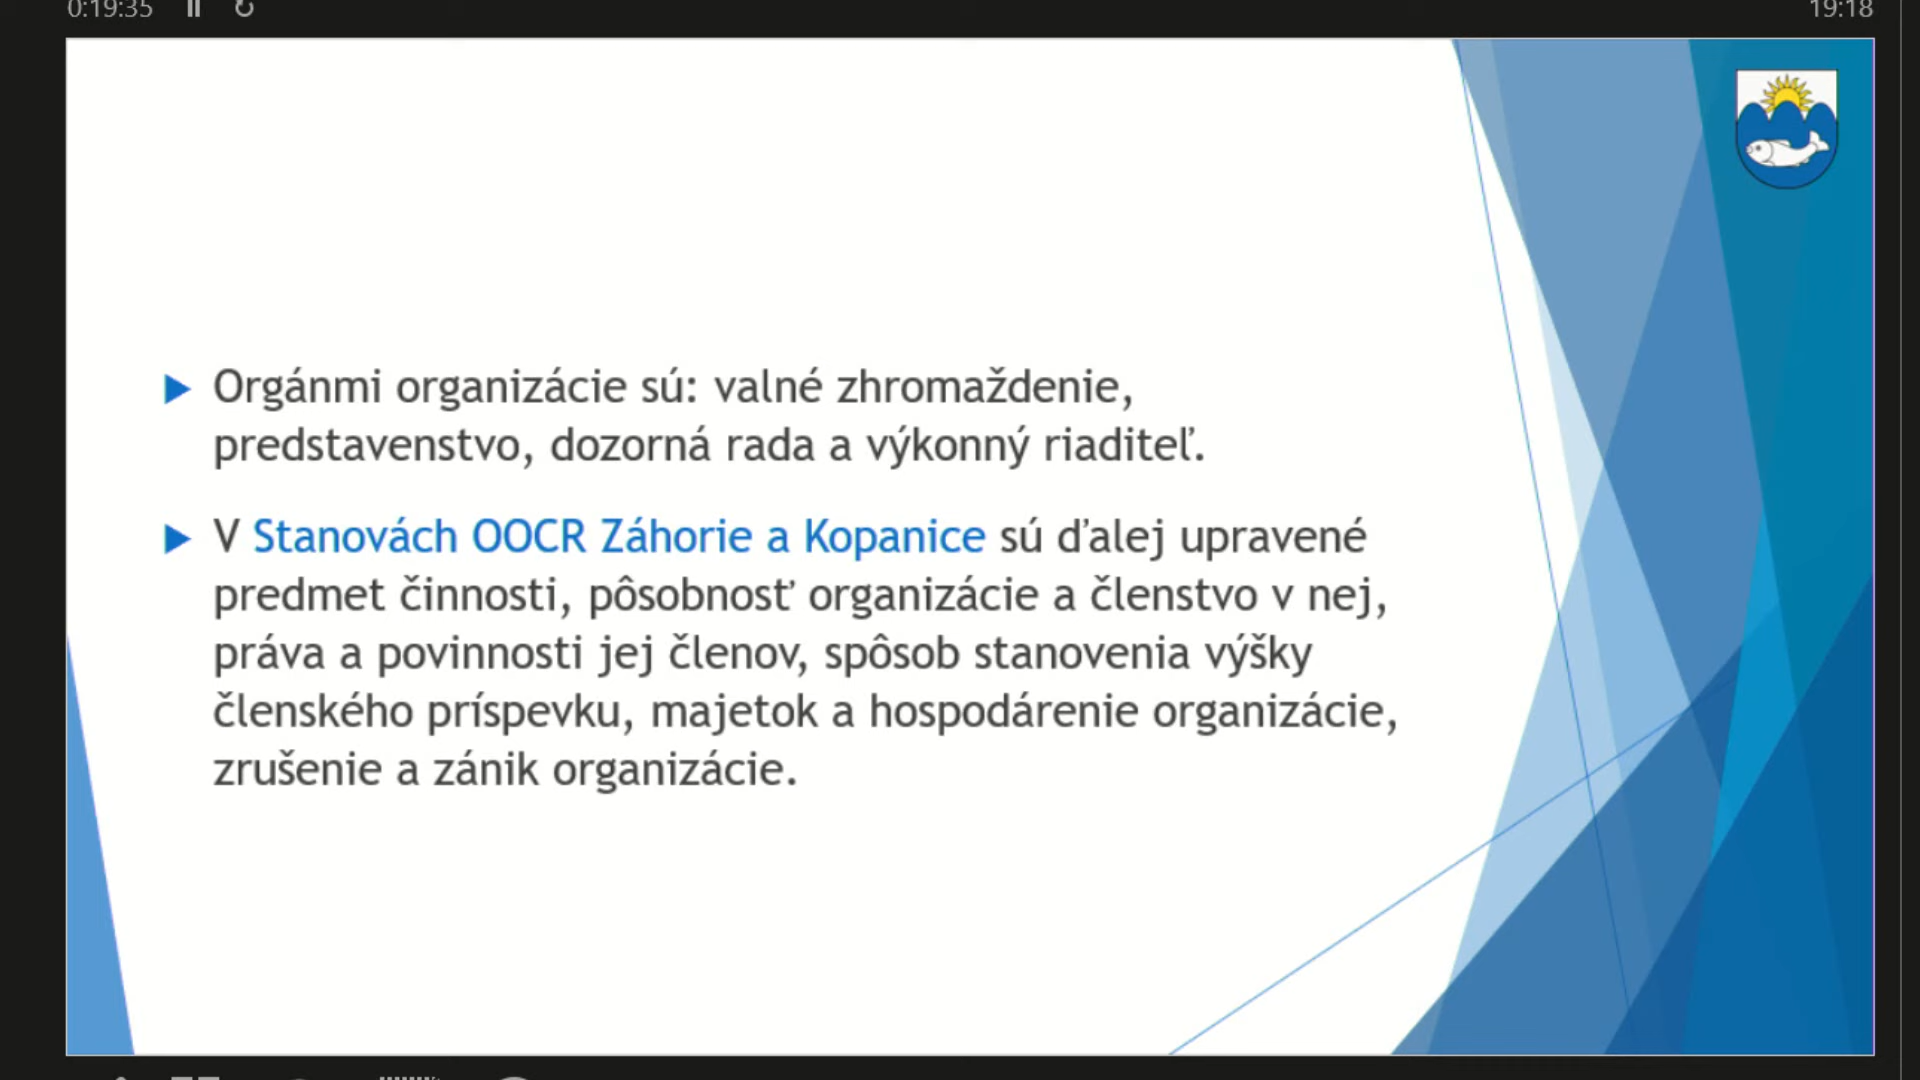 0:19:35
19:18
Orgánmi organizácie sú: valné zhromaždenie,
predstavenstvo, dozorná rada a výkonný riaditeľ.
V Stanovách OOCR Záhorie a Kopanice sú ďalej upravené
predmet činnosti, pôsobnosť organizácie a členstvo v nej,
práva a povinnosti jej členov, spôsob stanovenia výšky
členského príspevku, majetok a hospodárenie organizácie,
zrušenie a zánik organizácie.